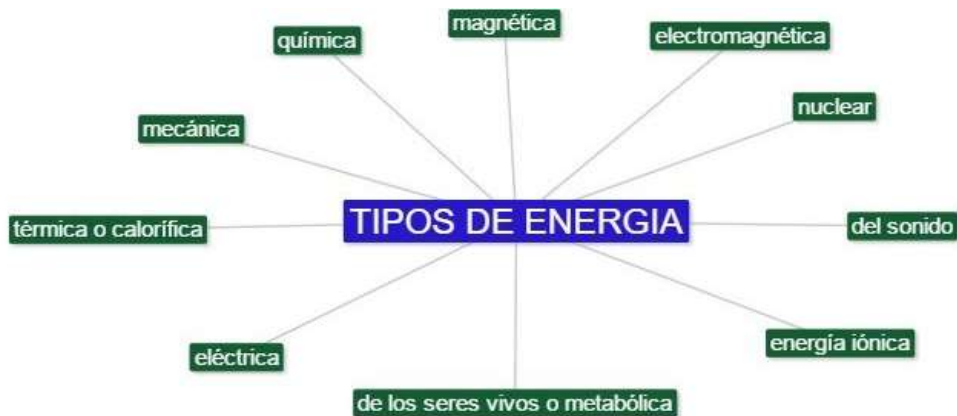 magnética
química
electromagnética
nuclear
mecánica
TIPOS DE ENERGIA
térmica o calorífica
del sonido
energía iónica
eléctrica
de los seres vivos o metabólica